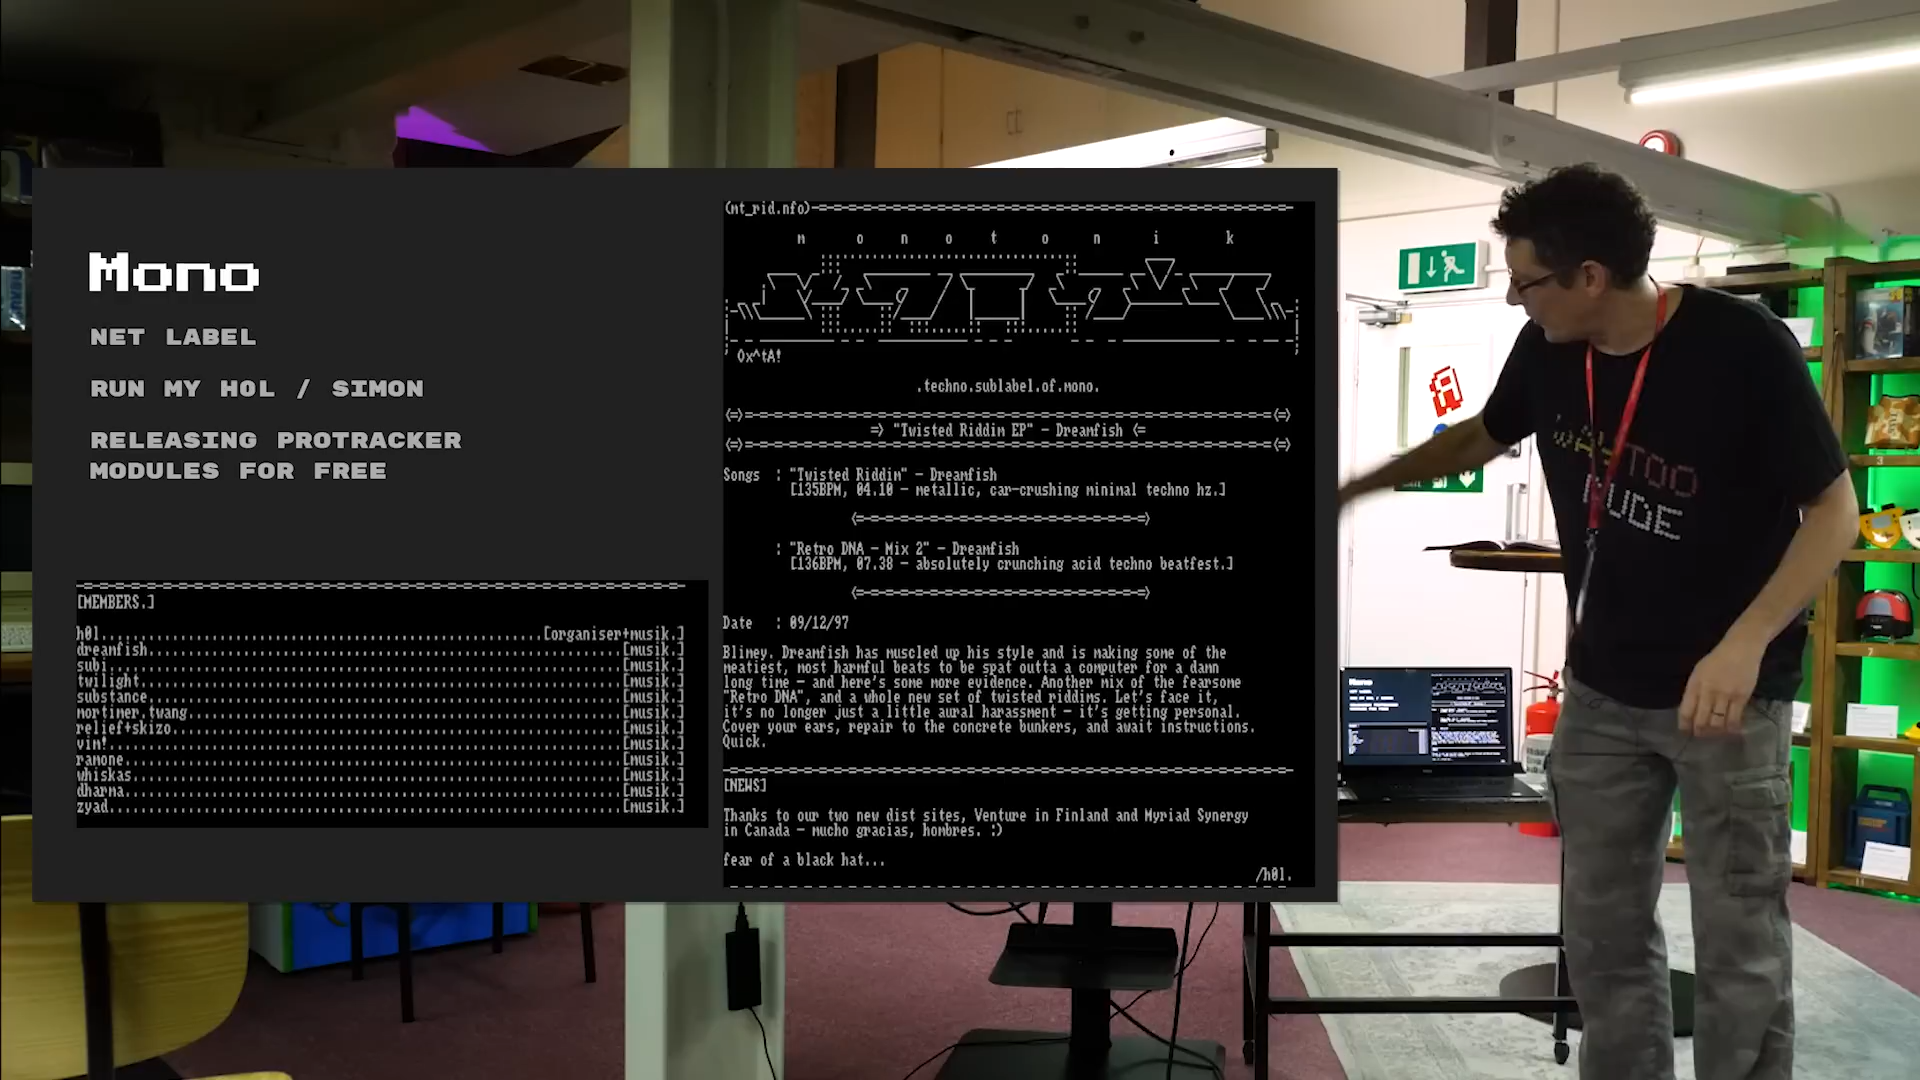 Mono
NET LABEL
RUN MY H0L / SIMON
RELEASING PROTRACKER
MODULES FOR FREE
[MEMBERS.]
h0l.......................................................[organiser+musik.]
dreamfish............................................................[musik.]
subi.................................................................[musik.]
twilight.............................................................[musik.]
substance............................................................[musik.]
mortimer.twang.......................................................[musik.]
relief+skizo.........................................................[musik.]
vim!.................................................................[musik.]
ramone...............................................................[musik.]
whiskas..............................................................[musik.]
dharma...............................................................[musik.]
zyad.................................................................[musik.]
(mt_rid.nfo)
m o n o t o n i k
Ox^tA!
.techno.sublabel.of.mono.
=> "Twisted Riddim EP" - Dreamfish <=
Songs : "Twisted Riddim" - Dreamfish
[135BPM, 04.10 - metallic, car-crushing minimal techno hz.]
: "Retro DNA - Mix 2" - Dreamfish
[136BPM, 07.38 - absolutely crunching acid techno beatfest.]
Date : 09/12/97
Blimey. Dreamfish has muscled up his style and is making some of the
meatiest, most harmful beats to be spat outta a computer for a damn
long time - and here's some more evidence. Another mix of the fearsome
"Retro DNA", and a whole new set of twisted riddims. Let's face it,
it's no longer just a little aural harassment - it's getting personal.
Cover your ears, repair to the concrete bunkers, and await instructions.
Quick.
[NEWS]
Thanks to our two new dist sites, Venture in Finland and Myriad Synergy
in Canada - mucho gracias, hombres. :)
fear of a black hat...
/h0l.
WAY TOO
RUDE